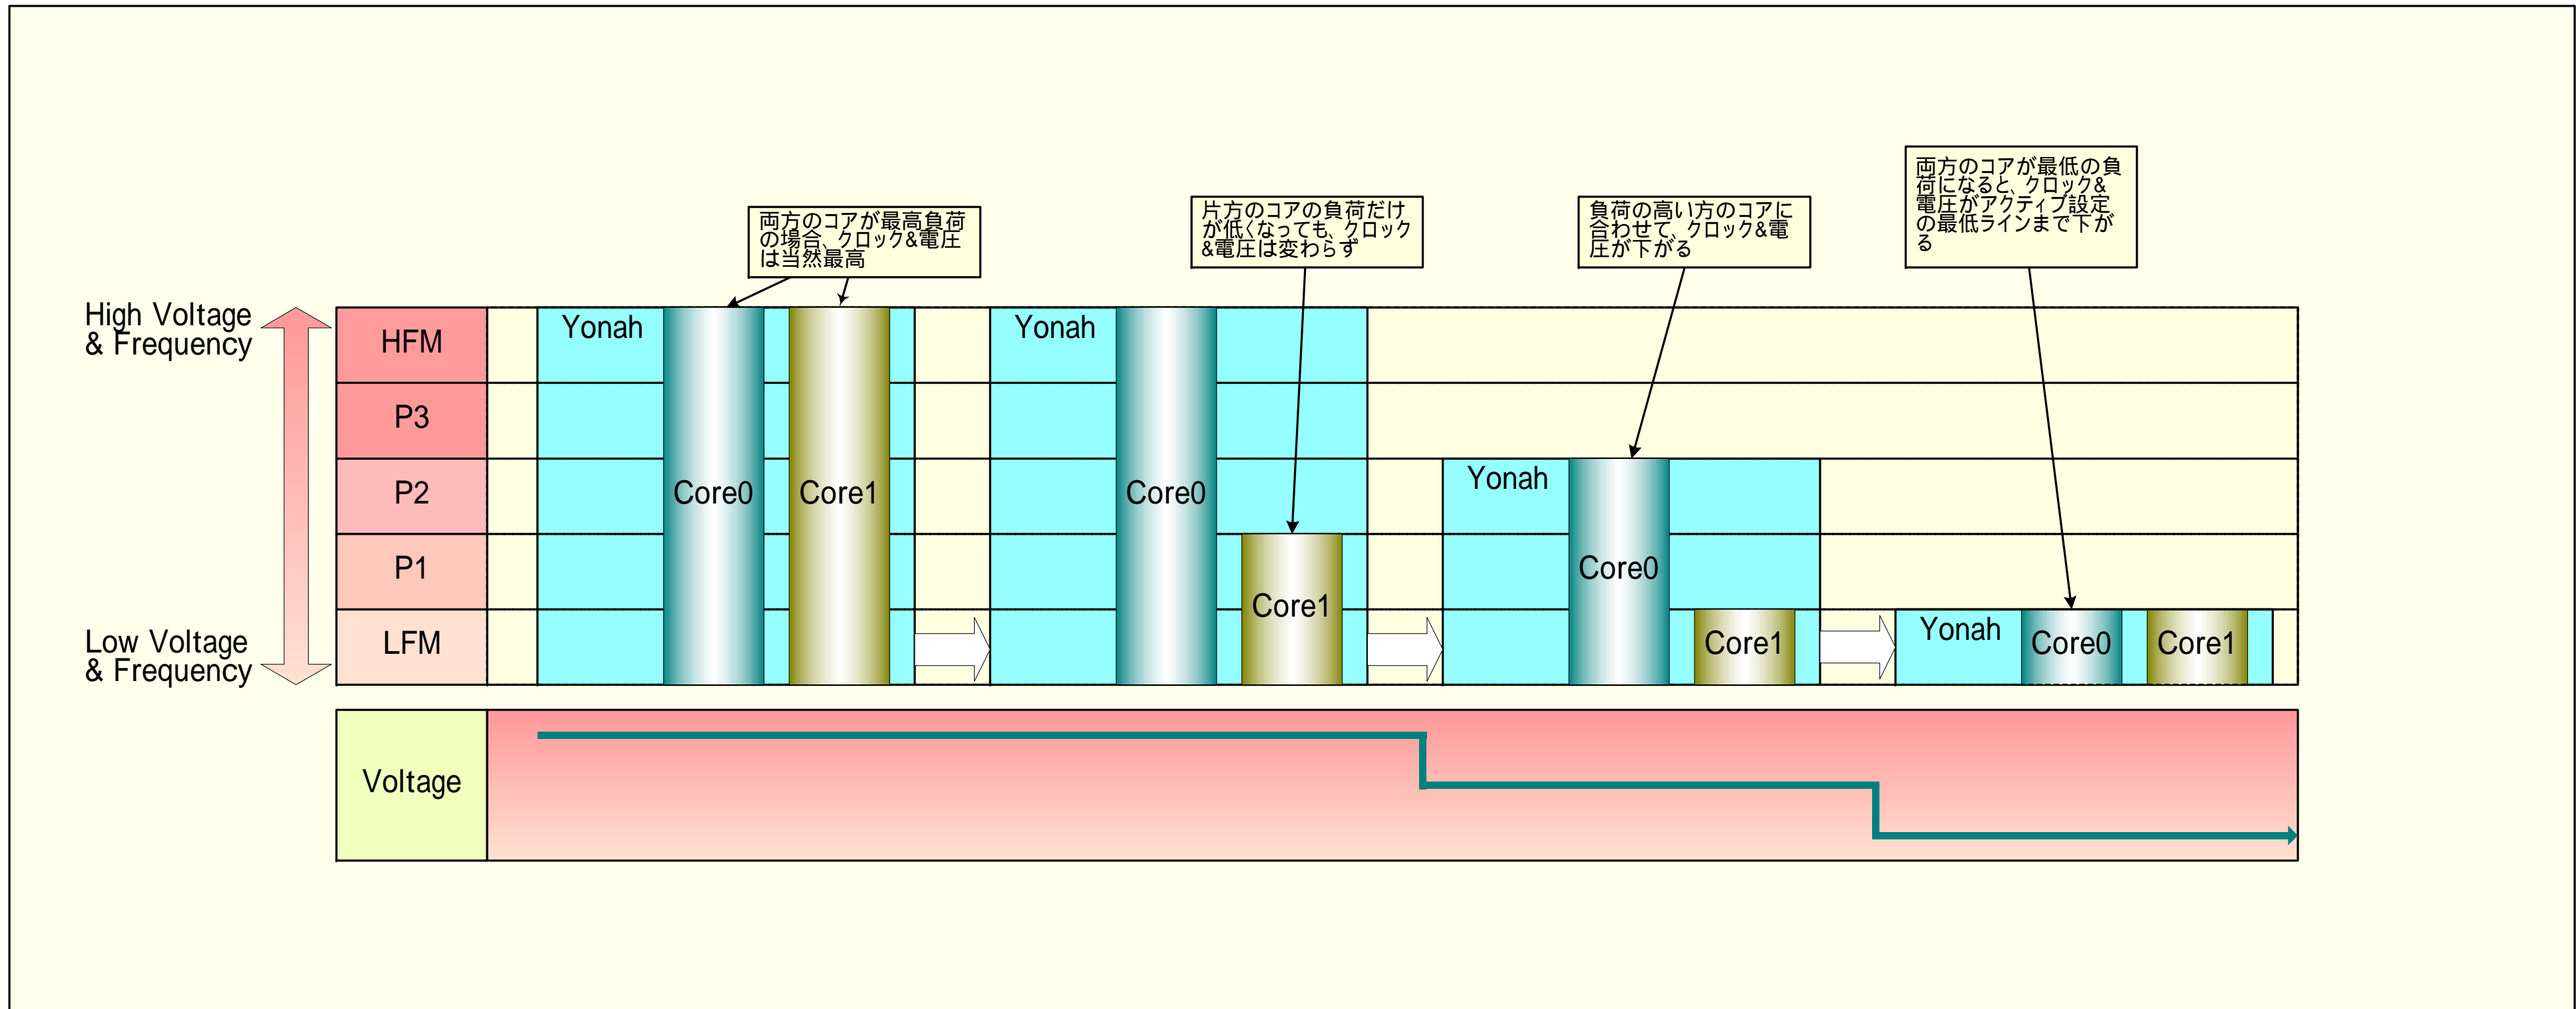 両方のコアが最高負荷
の場合、クロック&電圧
は当然最高
片方のコアの負荷だけ
が低くなっても、クロック
&電圧は変わらず
負荷の高い方のコアに
合わせて、クロック&電
圧が下がる
両方のコアが最低の負
荷になると、クロック&
電圧がアクティブ設定
の最低ラインまで下が
る
High Voltage
& Frequency
Low Voltage
& Frequency
HFM
P3
P2
P1
LFM
Yonah
Core0
Core1
Yonah
Core0
Core1
Yonah
Core0
Core1
Yonah
Core0
Core1
Voltage